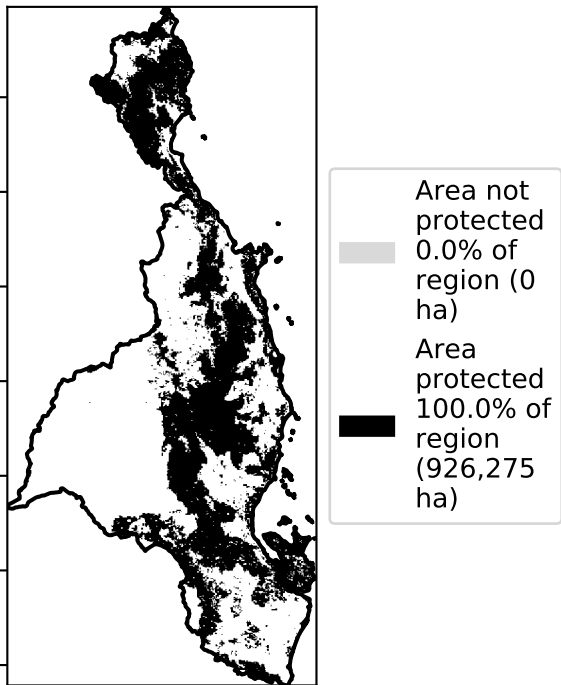 Area not
protected
0.0% of
region (0
ha)
Area
protected
100.0% of
region
(926,275
ha)